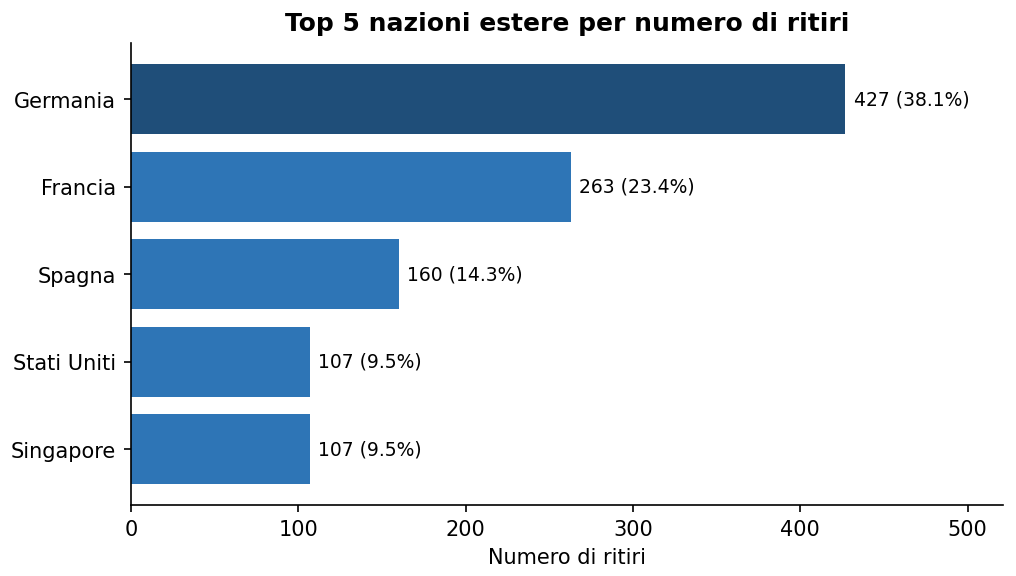 Top 5 nazioni estere per numero di ritiri
Germania
427 (38.1%)
Francia
263 (23.4%)
Spagna
160 (14.3%)
Stati Uniti
107 (9.5%)
Singapore
107 (9.5%)
0 100 200 300 400 500
Numero di ritiri